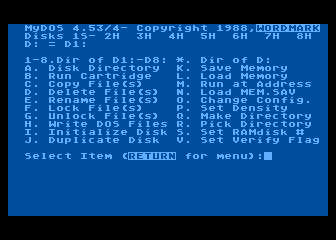 MyDOS 4.53/4- Copyright 1988,WORDMARK
Disks 15- 2H 3H 4H 5H 6H 7H 8H
D: = D1:
1-8.Dir of D1:-D8: *. Dir of D:
A. Disk Directory K. Save Memory
B. Run Cartridge L. Load Memory
C. Copy File(s) M. Run at Address
D. Delete File(s) N. Load MEM.SAV
E. Rename File(s) O. Change Config.
F. Lock File(s) P. Set Density
G. Unlock File(s) Q. Make Directory
H. Write DOS Files R. Pick Directory
I. Initialize Disk S. Set RAMdisk #
J. Duplicate Disk V. Set Verify Flag
Select Item (RETURN for menu):